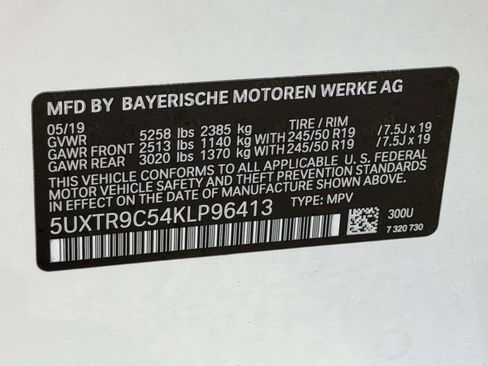 MFD BY BAYERISCHE MOTOREN WERKE AG
05/19 TIRE / RIM
GVWR 5258 lbs 2385 kg
GAWR FRONT 2513 lbs 1140 kg WITH 245/50 R19 / 7.5J x 19
GAWR REAR 3020 lbs 1370 kg WITH 245/50 R19 / 7.5J x 19
THIS VEHICLE CONFORMS TO ALL APPLICABLE U. S. FEDERAL
MOTOR VEHICLE SAFETY AND THEFT PREVENTION STANDARDS
IN EFFECT ON THE DATE OF MANUFACTURE SHOWN ABOVE.
5UXTR9C54KLP96413 TYPE: MPV
300U
7 320 730